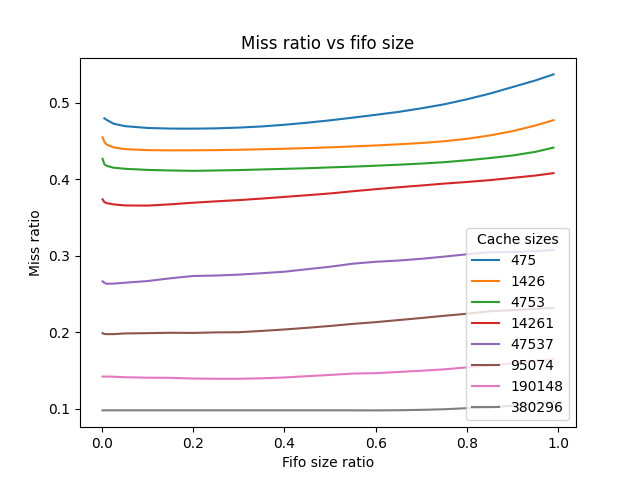 Miss ratio vs fifo size
Miss ratio
0.5
0.4
0.3
0.2
0.1
0.0 0.2 0.4 0.6 0.8 1.0
Fifo size ratio
Cache sizes
475
1426
4753
14261
47537
95074
190148
380296